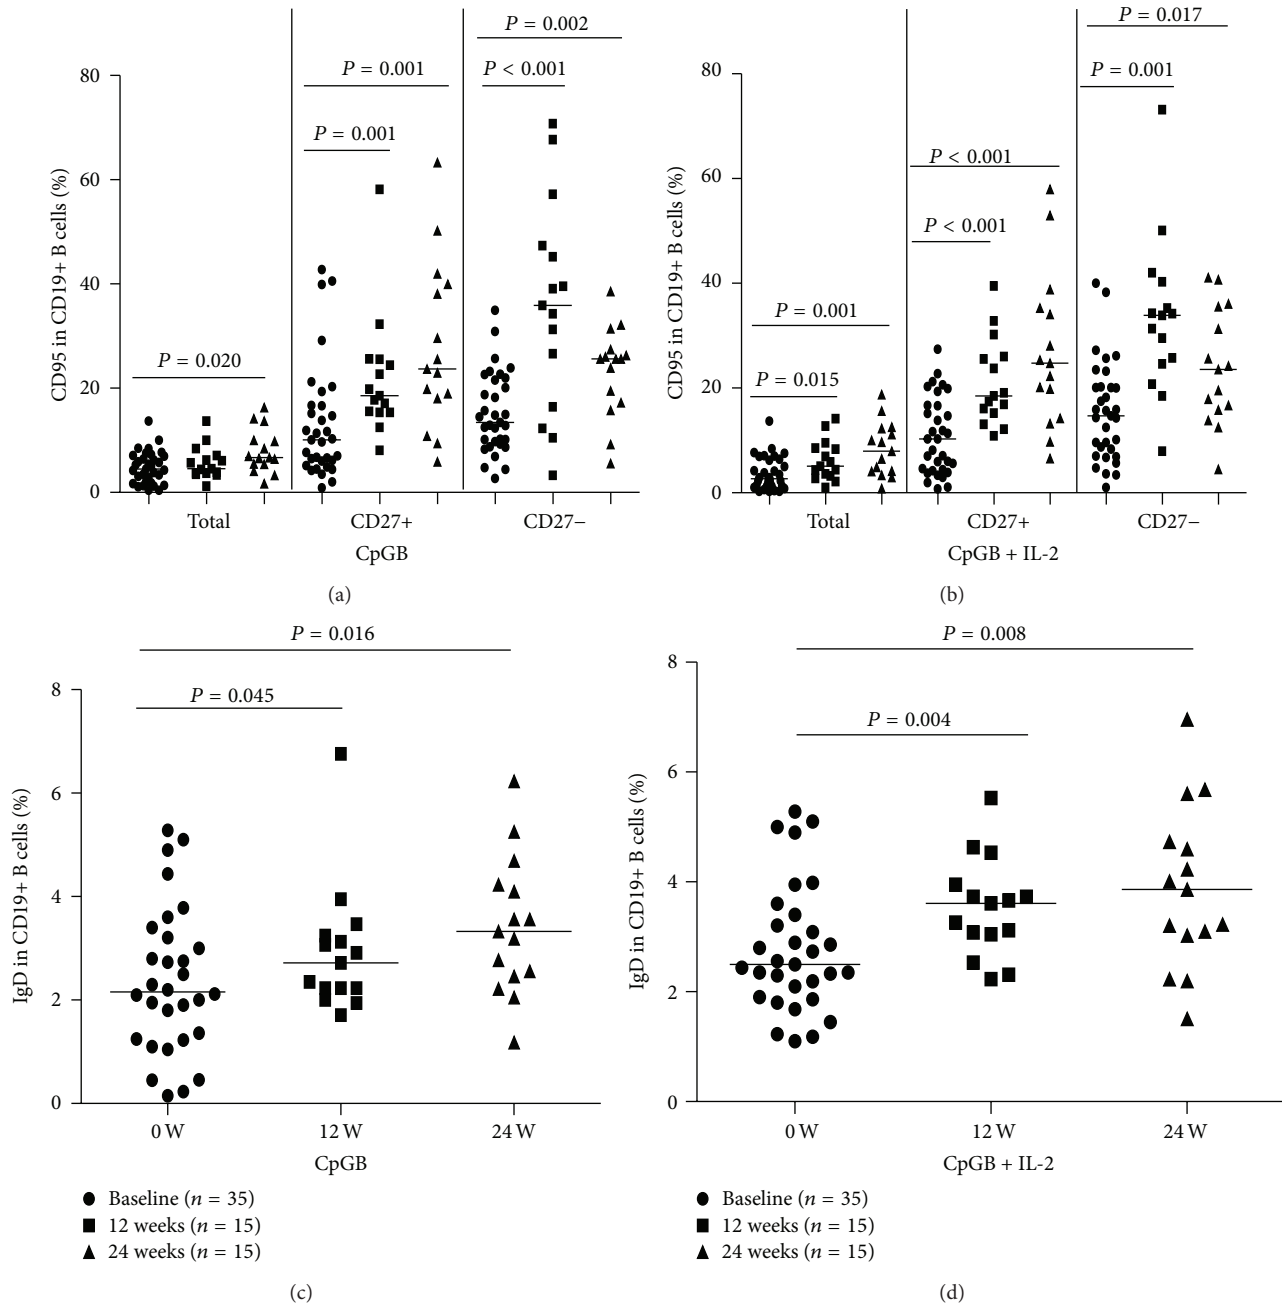 P = 0.002
P = 0.001
P < 0.001
P = 0.001
P = 0.020
CD95 in CD19+ B cells (%)
80
60
40
20
0
Total
CD27+
CD27−
CpGB
(a)
P = 0.017
P = 0.001
P < 0.001
P < 0.001
P = 0.001
P = 0.015
CD95 in CD19+ B cells (%)
80
60
40
20
0
Total
CD27+
CD27−
CpGB + IL-2
(b)
P = 0.016
P = 0.045
IgD in CD19+ B cells (%)
8
6
4
2
0
0 W
12 W
24 W
CpGB
Baseline (n = 35)
12 weeks (n = 15)
24 weeks (n = 15)
(c)
P = 0.008
P = 0.004
IgD in CD19+ B cells (%)
8
6
4
2
0
0 W
12 W
24 W
CpGB + IL-2
Baseline (n = 35)
12 weeks (n = 15)
24 weeks (n = 15)
(d)